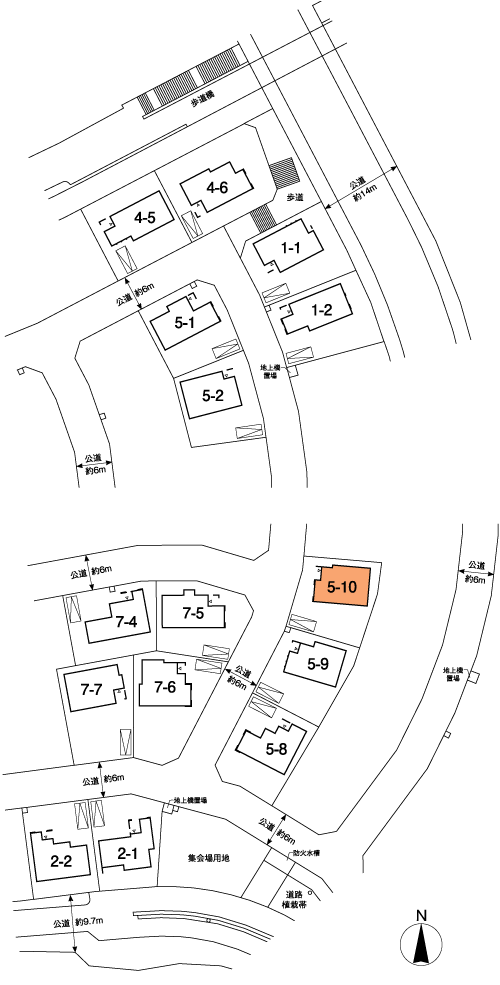 歩道橋
4-6
4-5
歩道
公道
約14m
1-1
公道 約6m
5-1
1-2
地上機
置場
5-2
公道
約6m
公道 約6m
5-10
公道
約6m
7-5
7-4
5-9
公道
約6m
地上機
置場
7-7
7-6
5-8
公道 約6m
地上機置場
公道
約6m
2-2
2-1
集会場用地
防火水槽
道路
植栽帯
公道 約9.7m
N